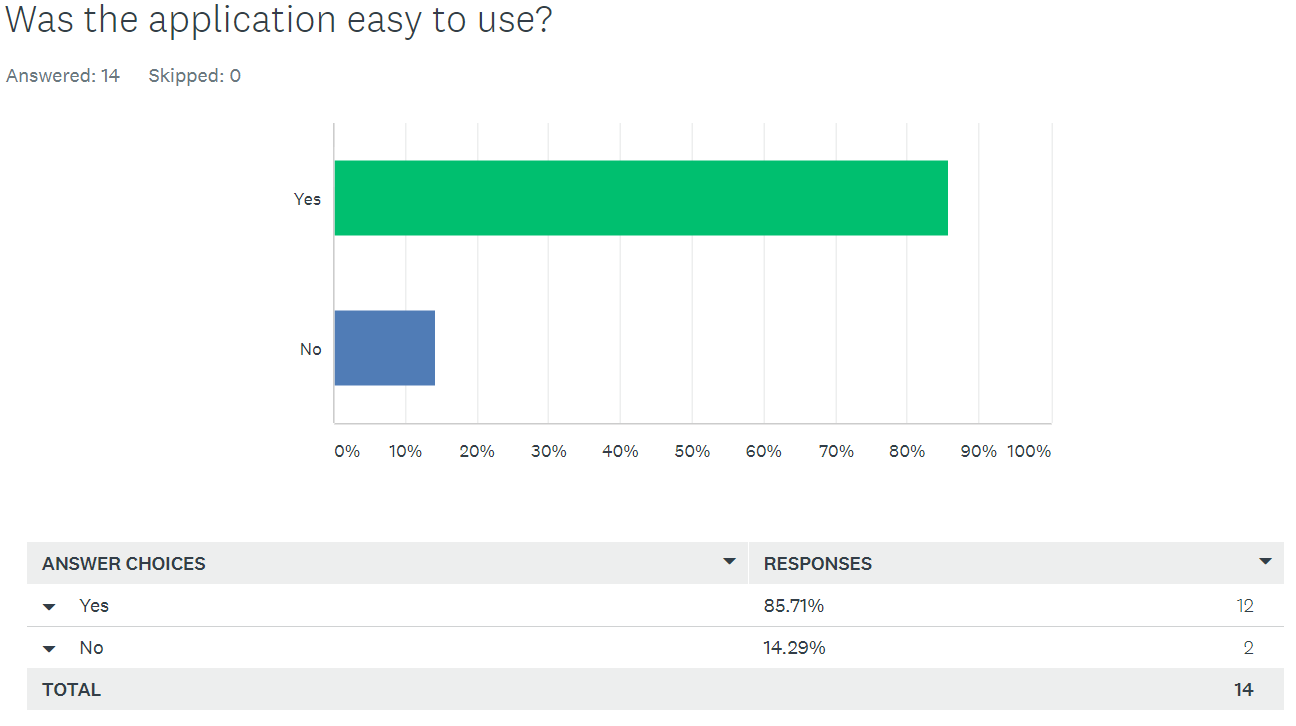 Was the application easy to use?
Answered: 14 Skipped: 0
Yes
No
0% 10% 20% 30% 40% 50% 60% 70% 80% 90% 100%
ANSWER CHOICES RESPONSES
Yes 85.71% 12
No 14.29% 2
TOTAL 14